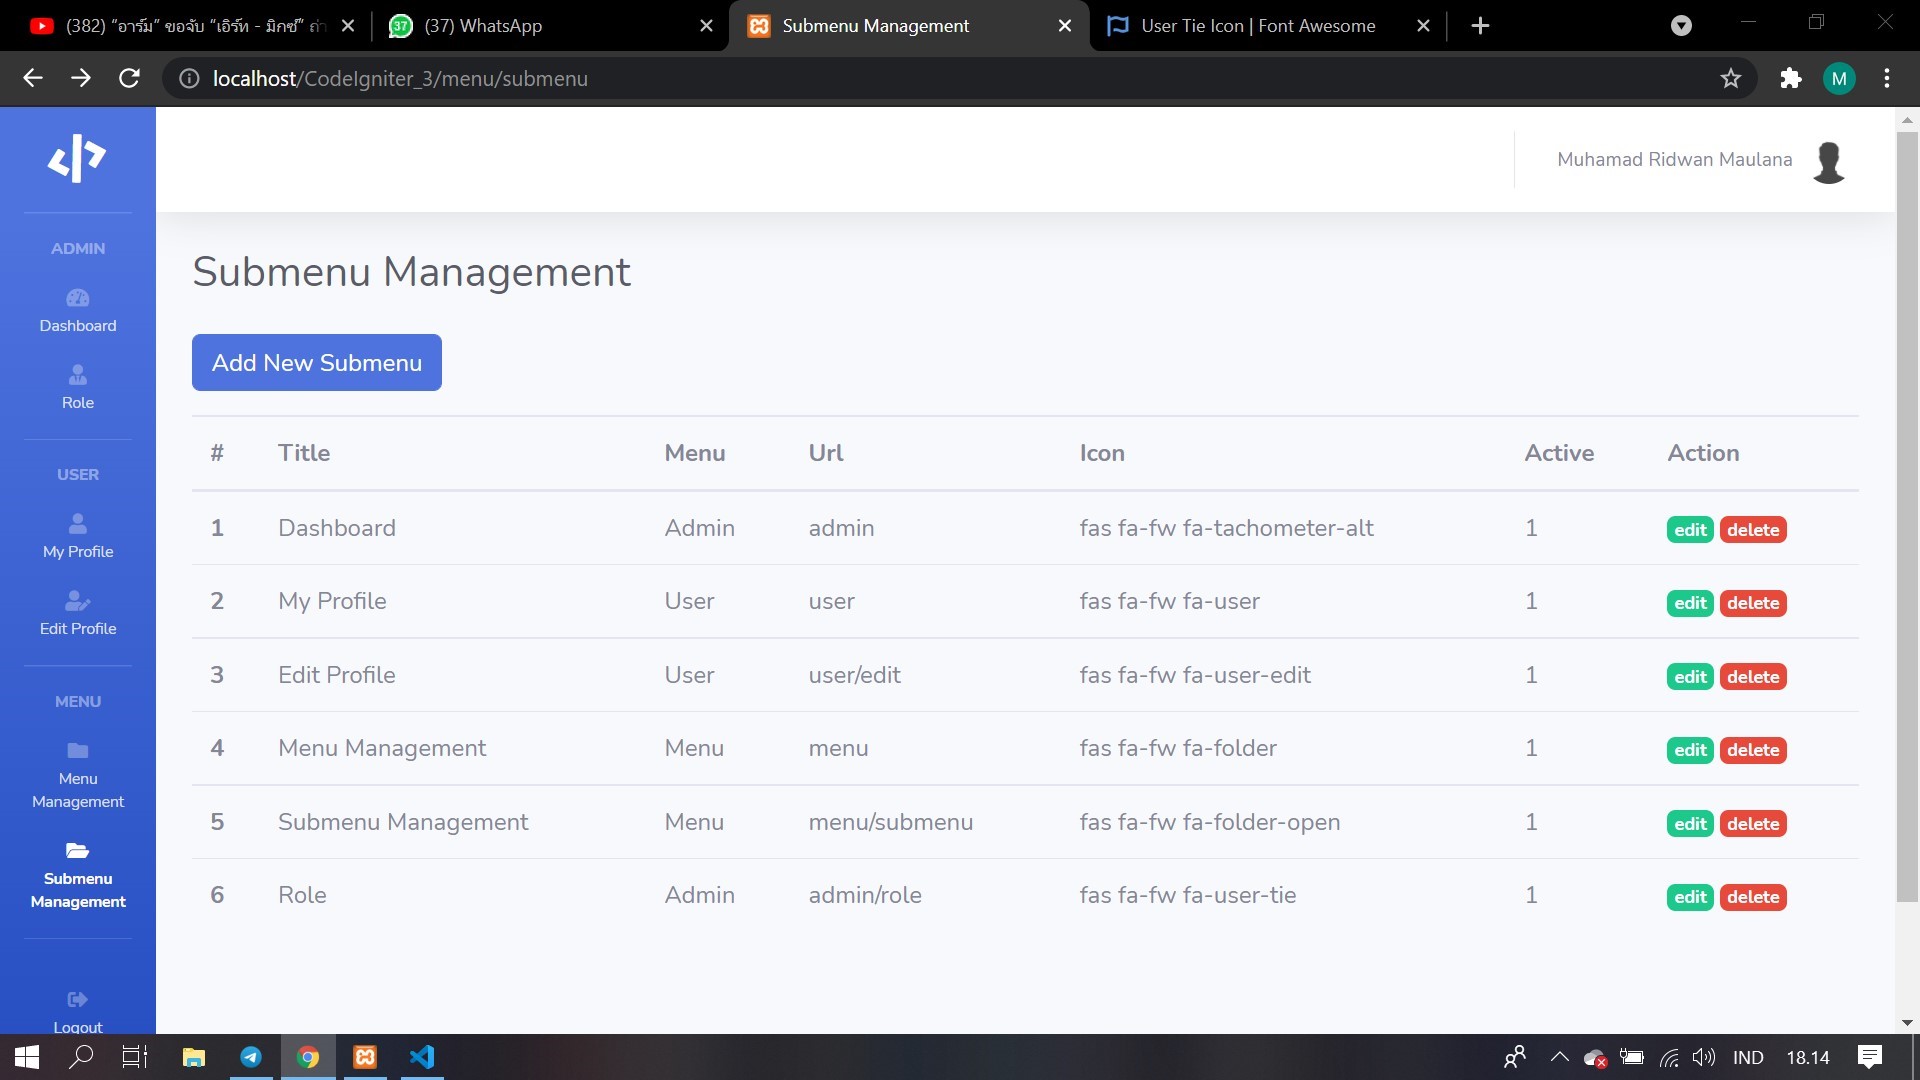 (382) “อาร์ม” ขอจับ “เอิร์ท - มิกซ์”
(37) WhatsApp
Submenu Management
User Tie Icon | Font Awesome
localhost/CodeIgniter_3/menu/submenu
M
Muhamad Ridwan Maulana
ADMIN
Dashboard
Role
USER
My Profile
Edit Profile
MENU
Menu
Management
Submenu
Management
Logout
Submenu Management
Add New Submenu
# Title Menu Url Icon Active Action
1 Dashboard Admin admin fas fa-fw fa-tachometer-alt 1 edit delete
2 My Profile User user fas fa-fw fa-user 1 edit delete
3 Edit Profile User user/edit fas fa-fw fa-user-edit 1 edit delete
4 Menu Management Menu menu fas fa-fw fa-folder 1 edit delete
5 Submenu Management Menu menu/submenu fas fa-fw fa-folder-open 1 edit delete
6 Role Admin admin/role fas fa-fw fa-user-tie 1 edit delete
IND 18.14